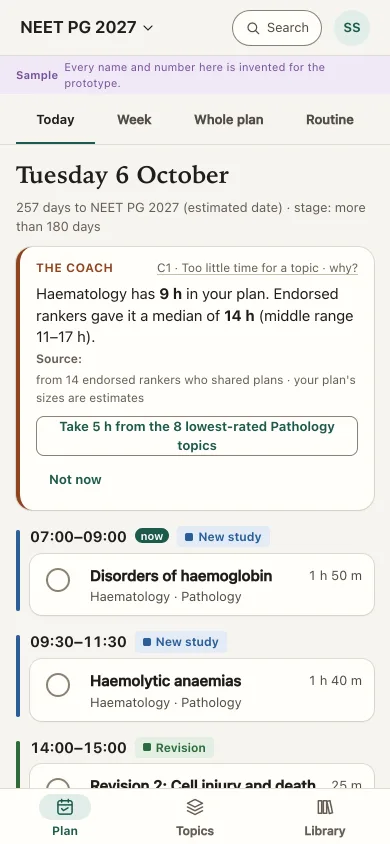 NEET PG 2027
Search
SS
Sample Every name and number here is invented for the
prototype.
Today Week Whole plan Routine
Tuesday 6 October
257 days to NEET PG 2027 (estimated date) · stage: more
than 180 days
THE COACH C1 · Too little time for a topic · why?
Haematology has 9 h in your plan. Endorsed
rankers gave it a median of 14 h (middle range
11–17 h).
Source:
from 14 endorsed rankers who shared plans · your plan's
sizes are estimates
Take 5 h from the 8 lowest-rated Pathology
topics
Not now
07:00–09:00 now New study
Disorders of haemoglobin 1 h 50 m
Haematology · Pathology
09:30–11:30 New study
Haemolytic anaemias 1 h 40 m
Haematology · Pathology
14:00–15:00 Revision
Revision 2: Cell injury and death 25 m
Plan Topics Library